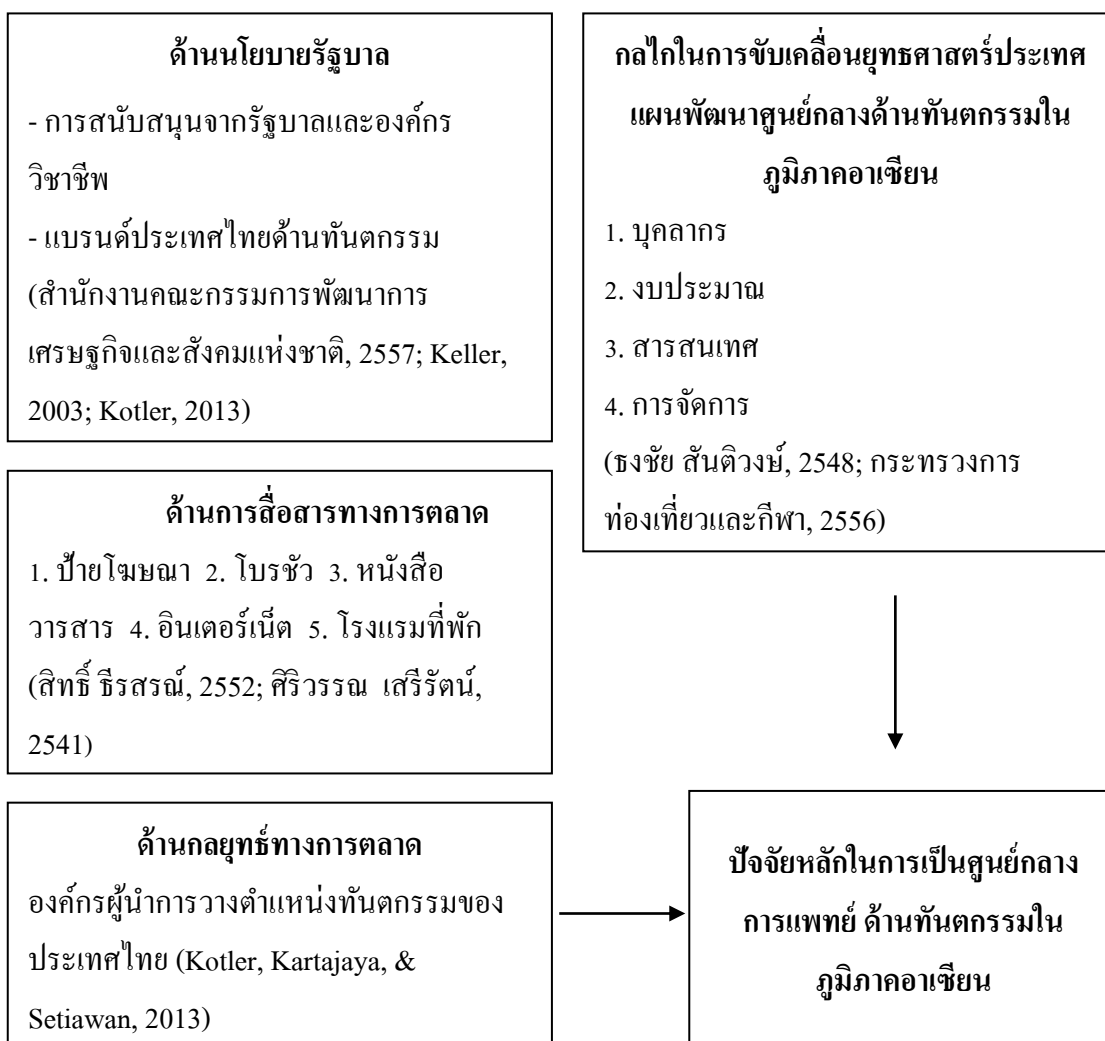 ด้านนโยบายรัฐบาล
- การสนับสนุนจากรัฐบาลและองค์กร
วิชาชีพ
- แบรนด์ประเทศไทยด้านทันตกรรม
(สำนักงานคณะกรรมการพัฒนาการ
เศรษฐกิจและสังคมแห่งชาติ, 2557; Keller,
2003; Kotler, 2013)
กลไกในการขับเคลื่อนยุทธศาสตร์ประเทศ
แผนพัฒนาศูนย์กลางด้านทันตกรรมใน
ภูมิภาคอาเซียน
1. บุคลากร
2. งบประมาณ
3. สารสนเทศ
4. การจัดการ
(ธงชัย สันติวงษ์, 2548; กระทรวงการ
ท่องเที่ยวและกีฬา, 2556)
ด้านการสื่อสารทางการตลาด
1. ป้ายโฆษณา 2. โบรชัว 3. หนังสือ
วารสาร 4. อินเตอร์เน็ต 5. โรงแรมที่พัก
(สิทธิ์ ธีรสรณ์, 2552; ศิริวรรณ เสรีรัตน์,
2541)
ด้านกลยุทธ์ทางการตลาด
องค์กรผู้นำการวางตำแหน่งทันตกรรมของ
ประเทศไทย (Kotler, Kartajaya, &
Setiawan, 2013)
ปัจจัยหลักในการเป็นศูนย์กลาง
การแพทย์ ด้านทันตกรรมใน
ภูมิภาคอาเซียน